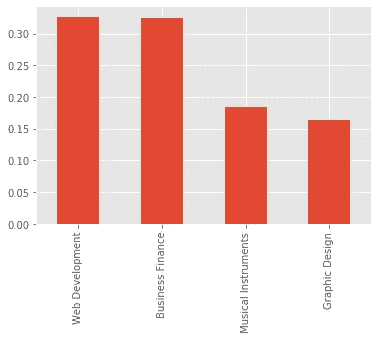 0.30
0.25
0.20
0.15
0.10
0.05
0.00
Web Development
Business Finance
Musical Instruments
Graphic Design